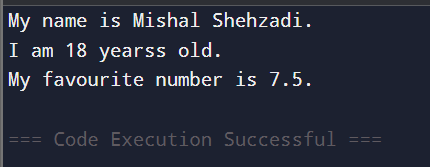 My name is Mishal Shehzadi.
I am 18 yearss old.
My favourite number is 7.5.
=== Code Execution Successful ===